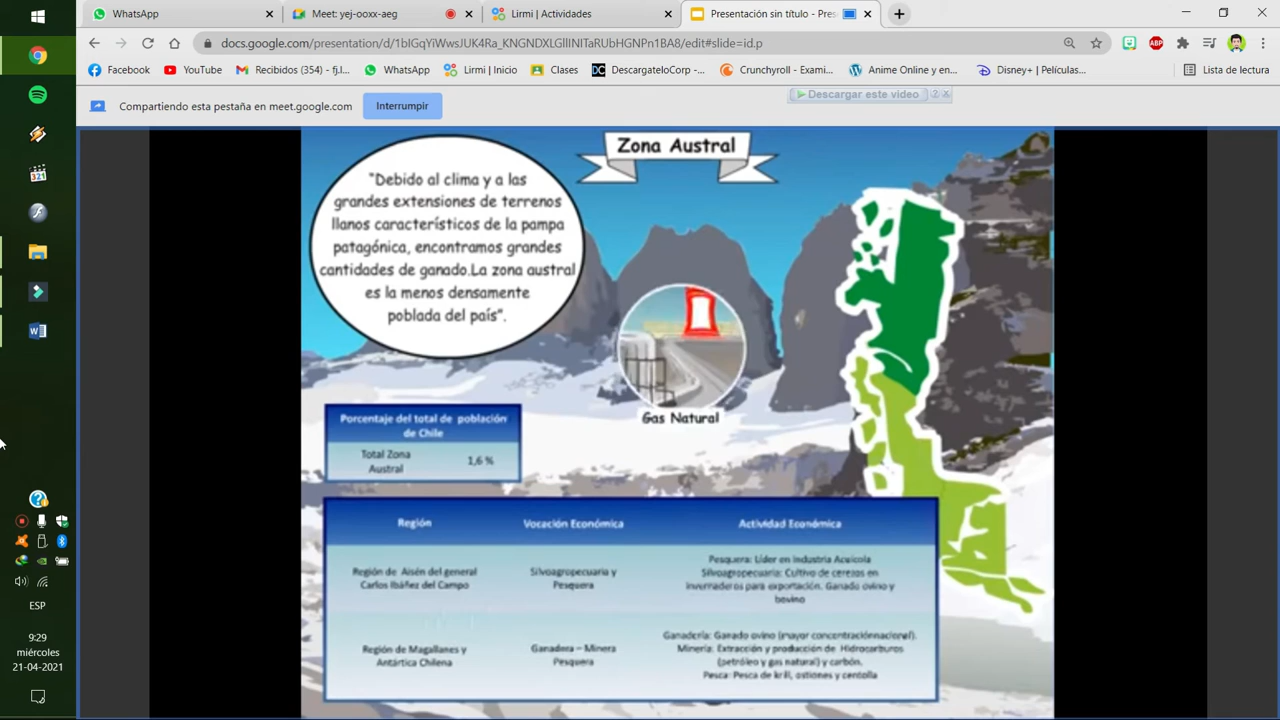 WhatsApp
Meet: yej-ooxx-aeg
Lirmi | Actividades
Presentación sin título - Pres
docs.google.com/presentation/d/1bIGqYiWwsJUK4Ra_KNGNDXLGllINITaRUbHGNPn1BA8/edit#slide=id.p
ABP
Facebook
YouTube
Recibidos (354) - fj.l...
WhatsApp
Lirmi | Inicio
Clases
DescargateloCorp -...
Crunchyroll - Exami...
Anime Online y en...
Disney+ | Películas...
Lista de lectura
Compartiendo esta pestaña en meet.google.com
Interrumpir
Descargar este video
Zona Austral
"Debido al clima y a las
grandes extensiones de terrenos
llanos característicos de la pampa
patagónica, encontramos grandes
cantidades de ganado.La zona austral
es la menos densamente
poblada del país".
Gas Natural
Porcentaje del total de población
de Chile
Total Zona
Austral
1,6 %
Región
Vocación Económica
Actividad Económica
Región de Aisén del general
Carlos Ibáñez del Campo
Silvoagropecuaria y
Pesquera
Pesquera: Líder en Industria Acuícola
Silvoagropecuaria: Cultivo de cerezos en
invernaderos para exportación. Ganado ovino y
bovino
Región de Magallanes y
Antártica Chilena
Ganadera – Minera
Pesquera
Ganadería: Ganado ovino (mayor concentraciónnacional).
Minería: Extracción y producción de Hidrocarburos
(petróleo y gas natural) y carbón.
Pesca: Pesca de krill, ostiones y centolla
321
ESP
9:29
miércoles
21-04-2021